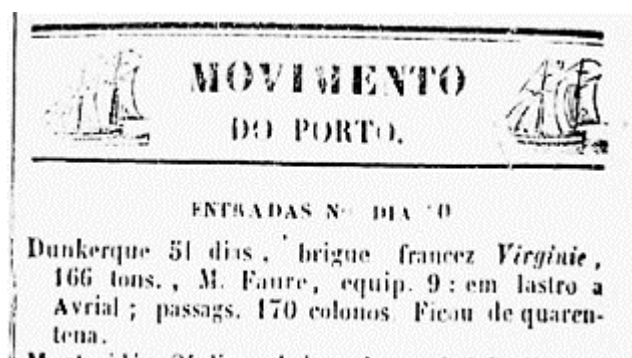 MOVIMENTO
DO PORTO.
ENTRADAS NO DIA
Dunkerque 51 dias, brigue francez Virginie,
166 tons., M. Faure, equip. 9: em lastro a
Avrial; passags. 170 colonos. Ficou de quaren-
tena.